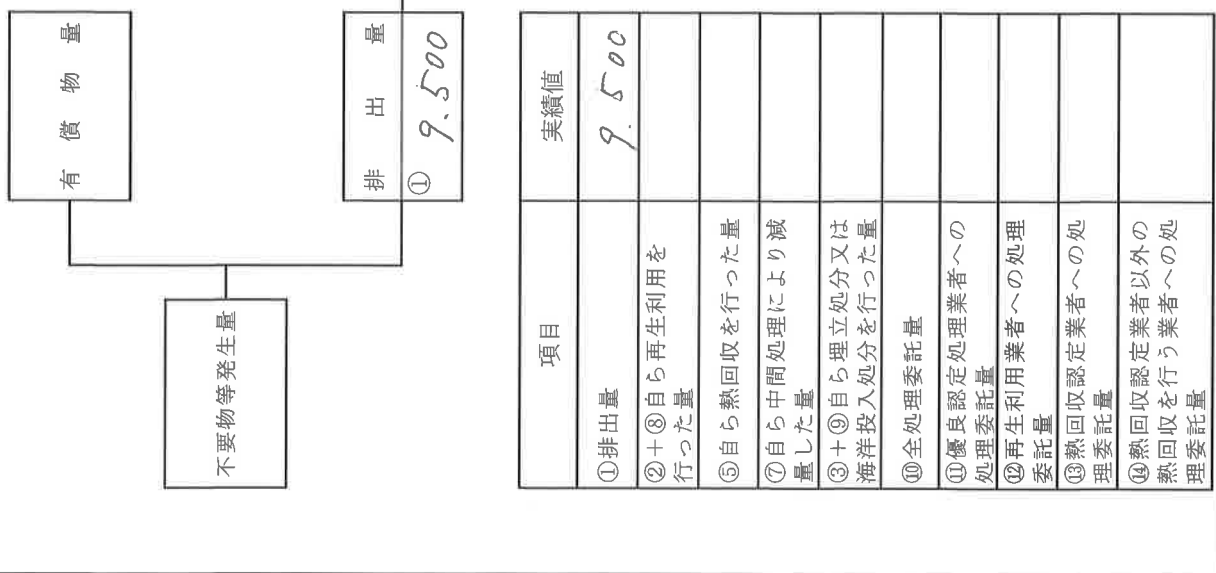 有償物量
不要物等発生量
排出量
① 9.500
項目 実績値
①排出量 9.500
②+⑧自ら再生利用を
行った量
⑤自ら熱回収を行った量
⑦自ら中間処理により減
量した量
③+⑨自ら埋立処分又は
海洋投入処分を行った量
⑩全処理委託量
⑪優良認定処理業者への
処理委託量
⑫再生利用業者への処理
委託量
⑬熱回収認定業者への処
理委託量
⑭熱回収認定業者以外の
熱回収を行う業者への処
理委託量